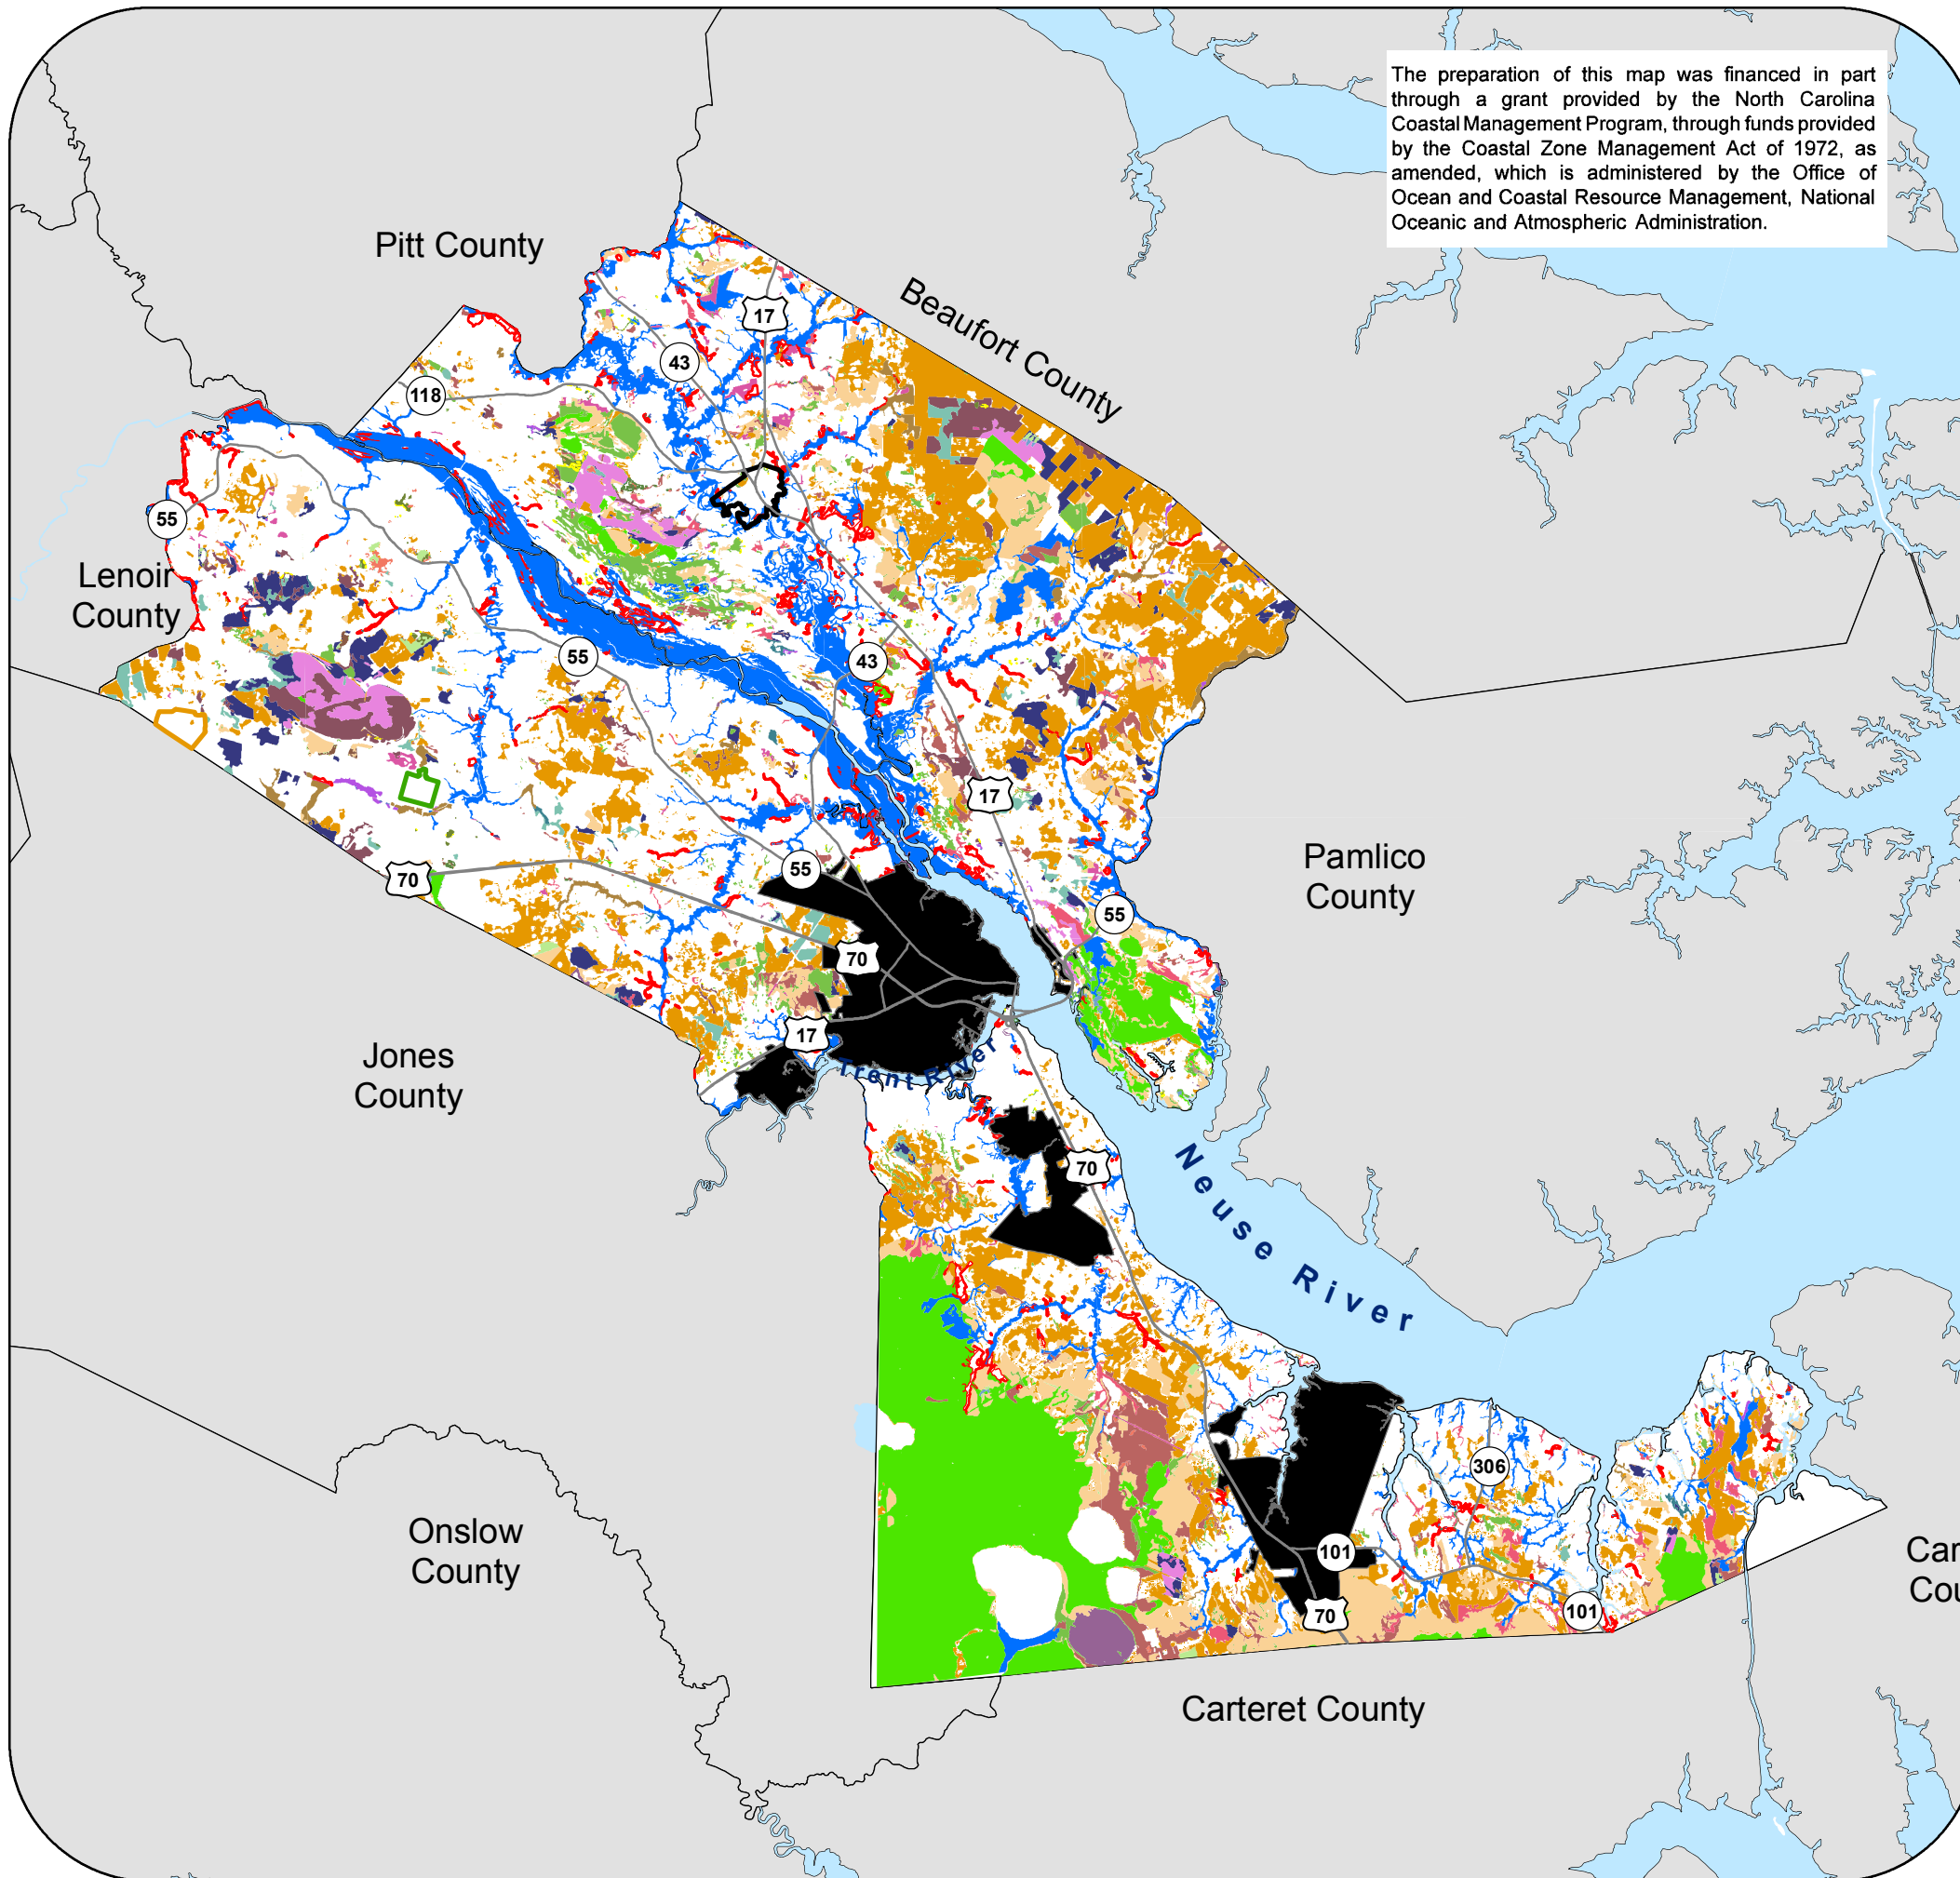 The preparation of this map was financed in part
through a grant provided by the North Carolina
Coastal Management Program, through funds provided
by the Coastal Zone Management Act of 1972, as
amended, which is administered by the Office of
Ocean and Coastal Resource Management, National
Oceanic and Atmospheric Administration.
Pitt County
Beaufort County
17
43
118
55
Lenoir
County
55
43
17
70
55
Pamlico
County
55
70
17
Trent River
Jones
County
70
Neuse River
306
Onslow
County
101
Car
Cou
70
101
Carteret County